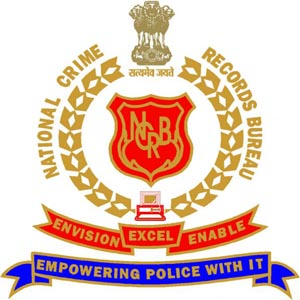 सत्यमेव जयते
NATIONAL CRIME
RECORDS BUREAU
NCRB
ENVISION EXCEL ENABLE
EMPOWERING POLICE WITH IT